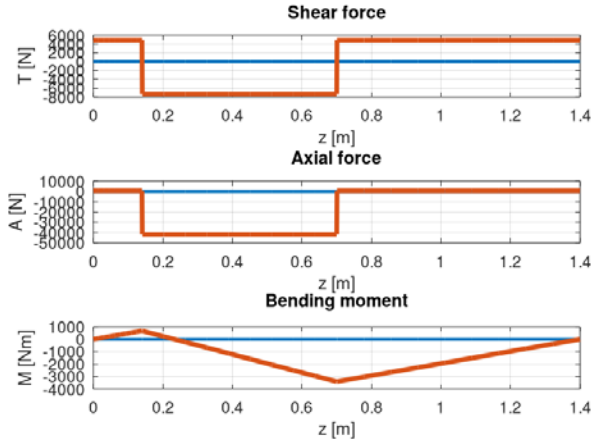 Shear force
6000
4000
2000
0
-2000
-4000
-6000
-8000
T [N]
0 0.2 0.4 0.6 0.8 1 1.2 1.4
z [m]
Axial force
10000
0
-10000
-20000
-30000
-40000
-50000
A [N]
0 0.2 0.4 0.6 0.8 1 1.2 1.4
z [m]
Bending moment
1000
0
-1000
-2000
-3000
-4000
M [Nm]
0 0.2 0.4 0.6 0.8 1 1.2 1.4
z [m]